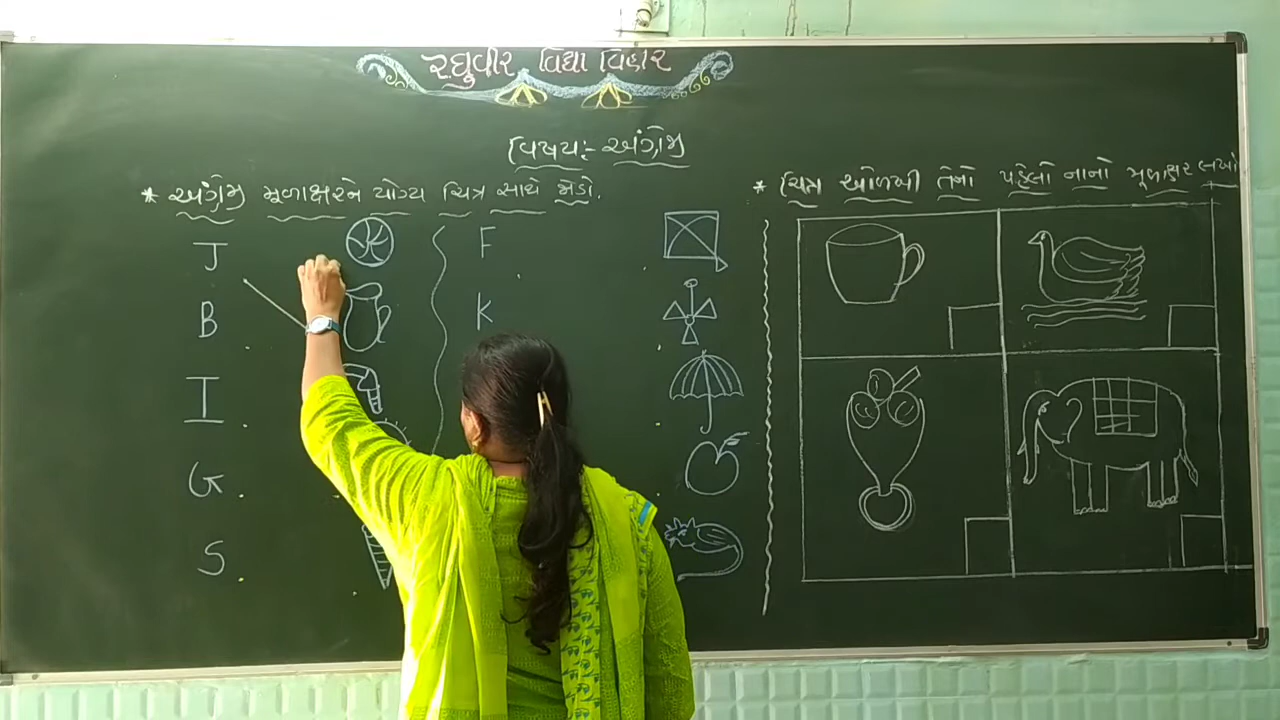 રઘુવીર વિદ્યા વિહાર
વિષય:- અંગ્રેજી
* અંગ્રેજી મૂળાક્ષરને યોગ્ય ચિત્ર સાથે જોડો.
J
B
I
G
S
F
K
* ચિત્ર ઓળખી તેનો પહેલો નાનો મૂળાક્ષર લખો